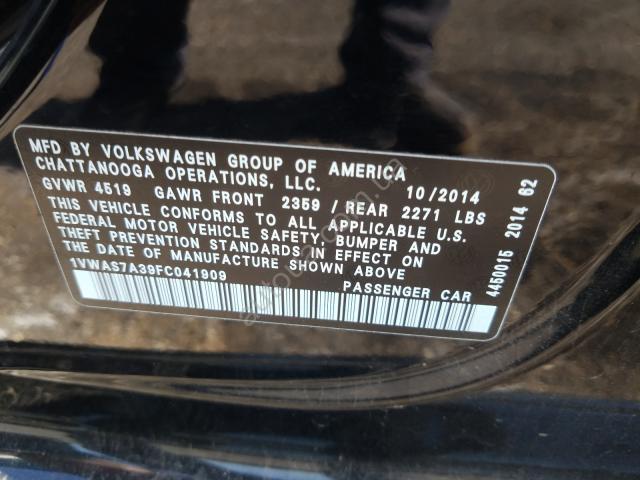 MFD BY VOLKSWAGEN GROUP OF AMERICA
CHATTANOOGA OPERATIONS, LLC. 10/2014
GVWR 4519 GAWR FRONT 2359 / REAR 2271 LBS
THIS VEHICLE CONFORMS TO ALL APPLICABLE U.S.
FEDERAL MOTOR VEHICLE SAFETY, BUMPER AND
THEFT PREVENTION STANDARDS IN EFFECT ON
THE DATE OF MANUFACTURE SHOWN ABOVE
1VWAS7A39FC041909 PASSENGER CAR
4450015 2014 62